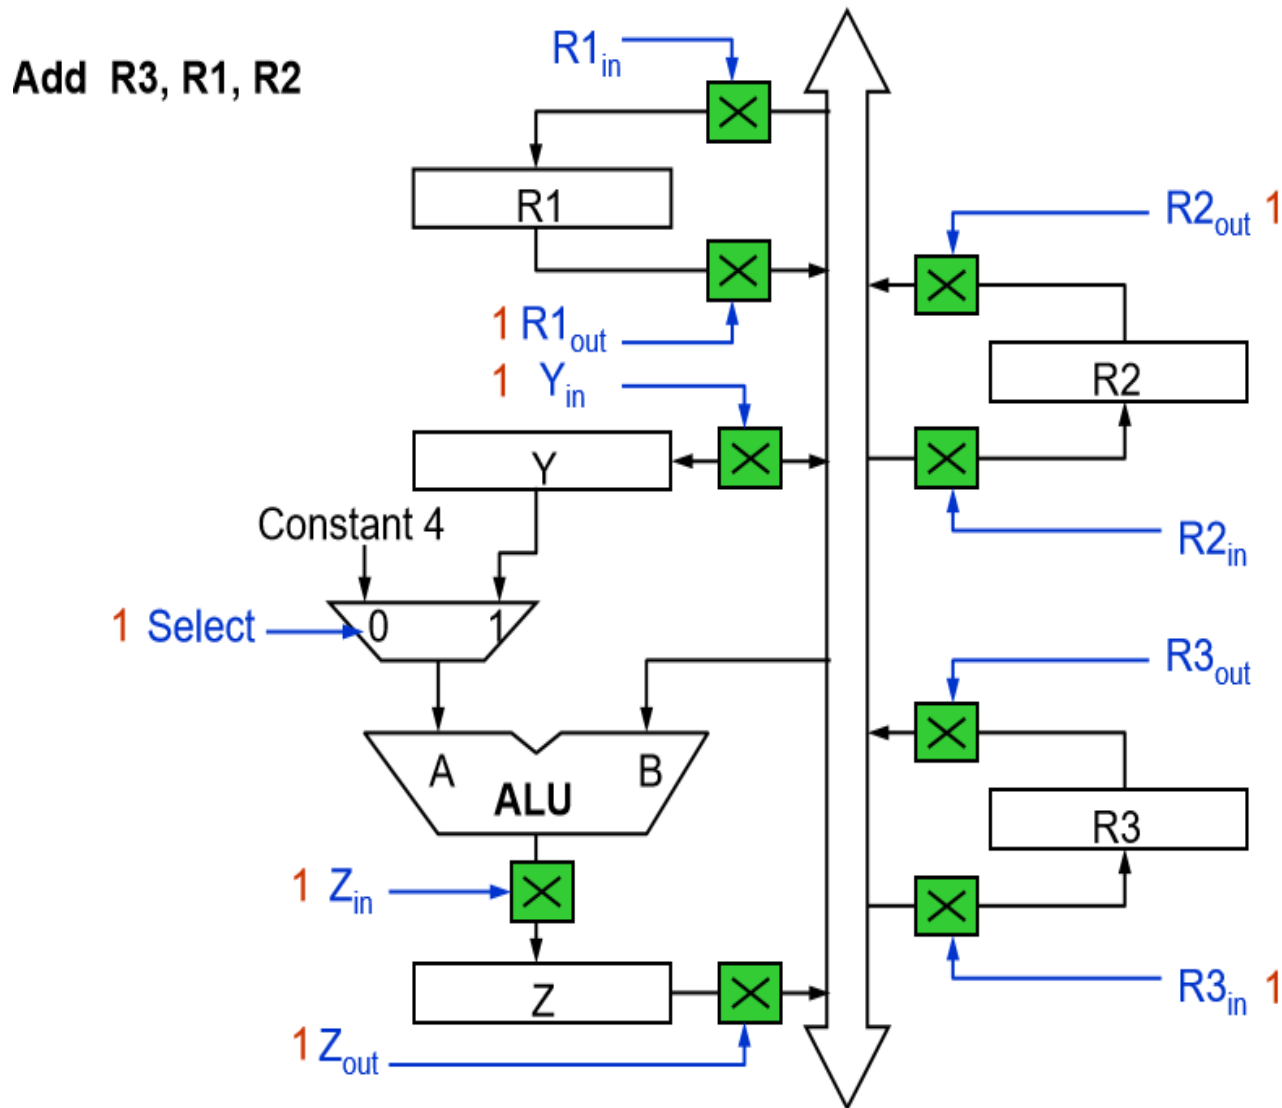 Add R3, R1, R2
R1in
R1
R2out 1
1 R1out
1 Yin
R2
Y
Constant 4
R2in
1 Select
0 1
R3out
A B
ALU
R3
1 Zin
Z
R3in 1
1 Zout